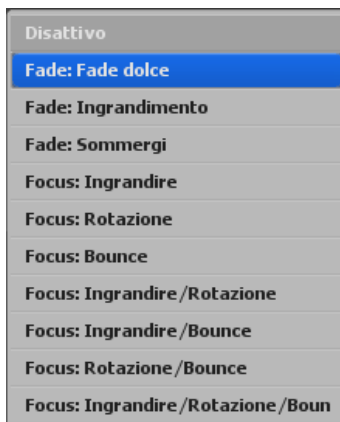 Disattivo
Fade: Fade dolce
Fade: Ingrandimento
Fade: Sommergi
Focus: Ingrandire
Focus: Rotazione
Focus: Bounce
Focus: Ingrandire/Rotazione
Focus: Ingrandire/Bounce
Focus: Rotazione/Bounce
Focus: Ingrandire/Rotazione/Boun